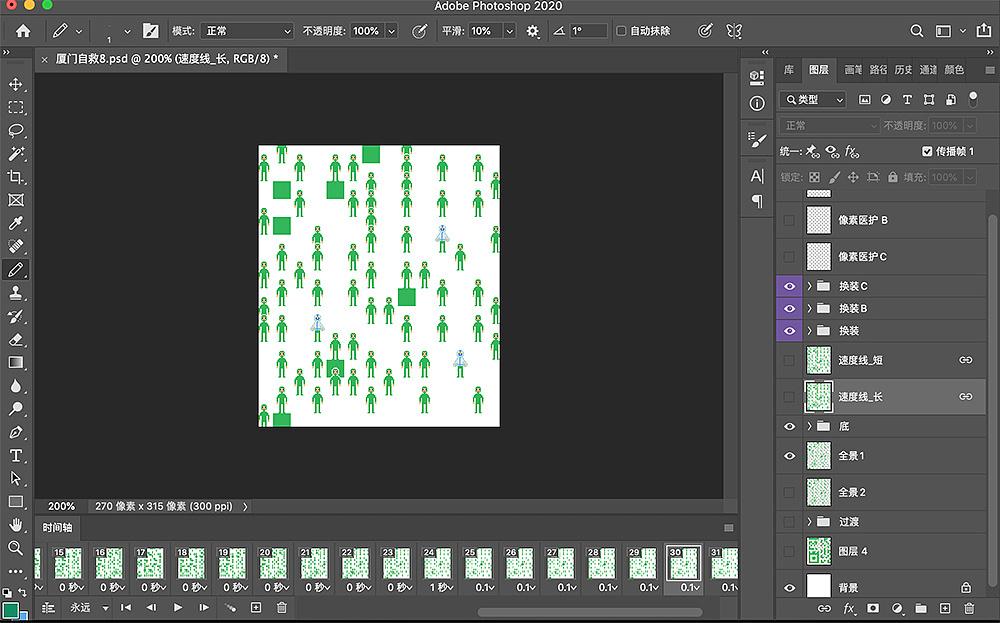 Adobe Photoshop 2020
1 模式: 正常 不透明度: 100% 平滑: 10% 1° 自动抹除
× 厦门自救8.psd @ 200% (速度线_长, RGB/8) *
库 图层 画笔 路径 历史 通道 颜色
类型
正常 不透明度: 100%
统一: 传播帧 1
锁定: 填充: 100%
像素医护 B
像素医护 C
换装C
换装B
换装
速度线_短
速度线_长
底
全景1
全景2
过渡
图层 4
背景
200% 270 像素 x 315 像素 (300 ppi)
时间轴
15 16 17 18 19 20 21 22 23 24 25 26 27 28 29 30 31
0 秒 0 秒 0 秒 0 秒 0 秒 0 秒 0 秒 0 秒 0 秒 1 秒 0.1 0.1 0.1 0.1 0.1 0.1 0.1
永远